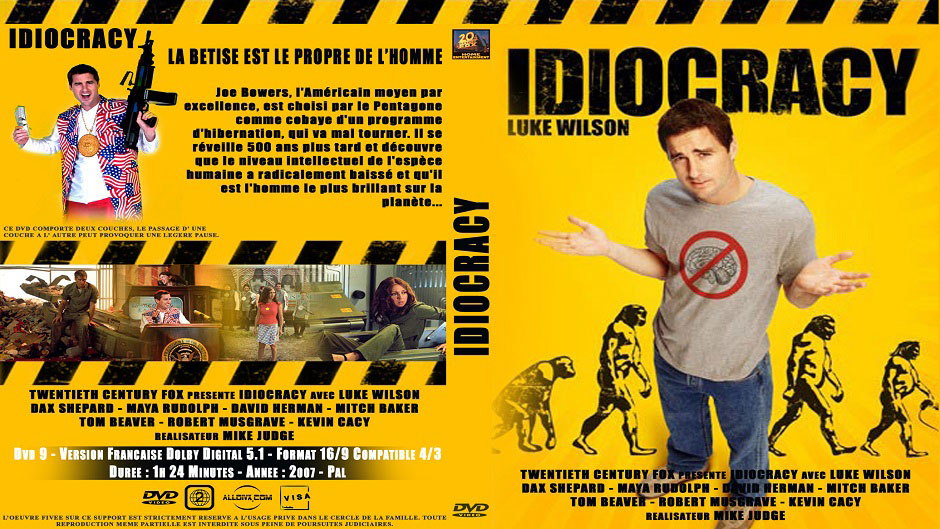 IDIOCRACY
LA BETISE EST LE PROPRE DE L'HOMME
Joe Bowers, l'Américain moyen par
excellence, est choisi par le Pentagone
comme cobaye d'un programme
d'hibernation, qui va mal tourner. Il se
réveille 500 ans plus tard et découvre
que le niveau intellectuel de l'espèce
humaine a radicalement baissé et qu'il
est l'homme le plus brillant sur la
planète...
CE DVD COMPORTE DEUX COUCHES, LE PASSAGE D' UNE
COUCHE A L' AUTRE PEUT PROVOQUER UNE LEGERE PAUSE.
TWENTIETH CENTURY FOX PRESENTE IDIOCRACY AVEC LUKE WILSON
DAX SHEPARD - MAYA RUDOLPH - DAVID HERMAN - MITCH BAKER
TOM BEAVER - ROBERT MUSGRAVE - KEVIN CACY
REALISATEUR MIKE JUDGE
DVD 9 - VERSION FRANCAISE DOLBY DIGITAL 5.1 - FORMAT 16/9 COMPATIBLE 4/3
DUREE : 1H 24 MINUTES - ANNEE : 2007 - PAL
DVD
VIDEO
2
ALLOMX.COM
VISA
L'OEUVRE FIVEE SUR CE SUPPORT EST STRICTEMENT RESERVE A L'USAGE PRIVE DANS LE CERCLE DE LA FAMILLE. TOUTE
REPRODUCTION MEME PARTIELLE EST INTERDITE SOUS PEINE DE POURSUITES JUDICIAIRES.
20
FOX
HOME
ENTERTAINMENT
IDIOCRACY
DVD
VIDEO
IDIOCRACY
LUKE WILSON
TWENTIETH CENTURY FOX PRESENTE IDIOCRACY AVEC LUKE WILSON
DAX SHEPARD - MAYA RUDOLPH - DAVID HERMAN - MITCH BAKER
TOM BEAVER - ROBERT MUSGRAVE - KEVIN CACY
REALISATEUR MIKE JUDGE